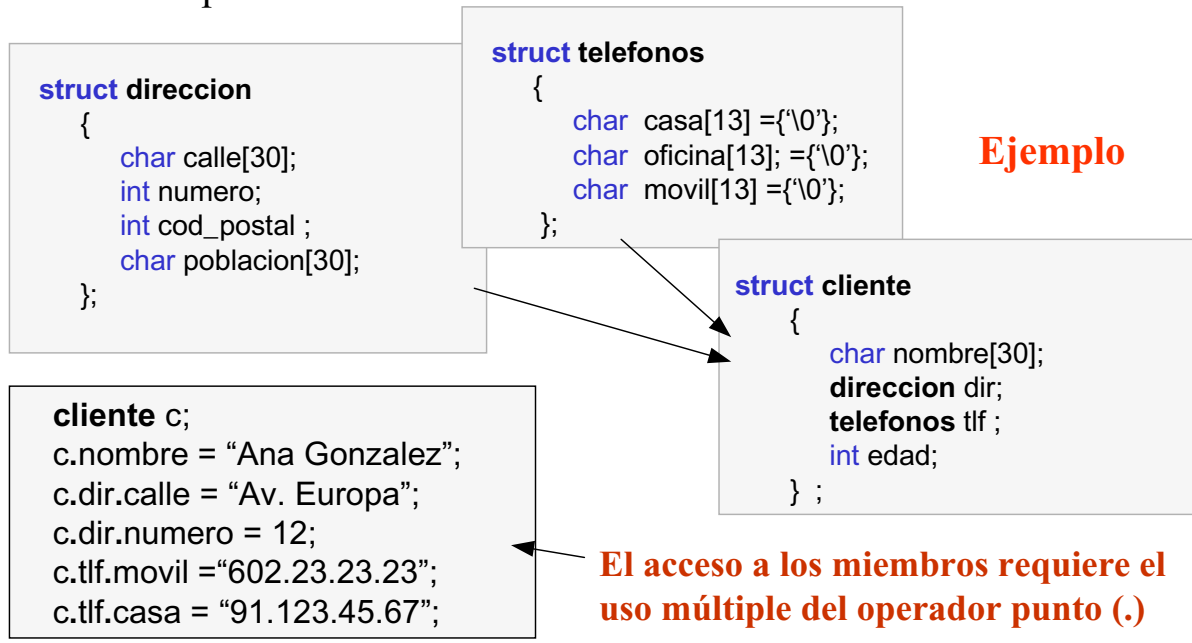 struct direccion
{
char calle[30];
int numero;
int cod_postal ;
char poblacion[30];
};
struct telefonos
{
char casa[13] ={‘\0’};
char oficina[13]; ={‘\0’};
char movil[13] ={‘\0’};
};
Ejemplo
struct cliente
{
char nombre[30];
direccion dir;
telefonos tlf ;
int edad;
} ;
cliente c;
c.nombre = “Ana Gonzalez”;
c.dir.calle = “Av. Europa”;
c.dir.numero = 12;
c.tlf.movil =“602.23.23.23”;
c.tlf.casa = “91.123.45.67”;
El acceso a los miembros requiere el
uso múltiple del operador punto (.)